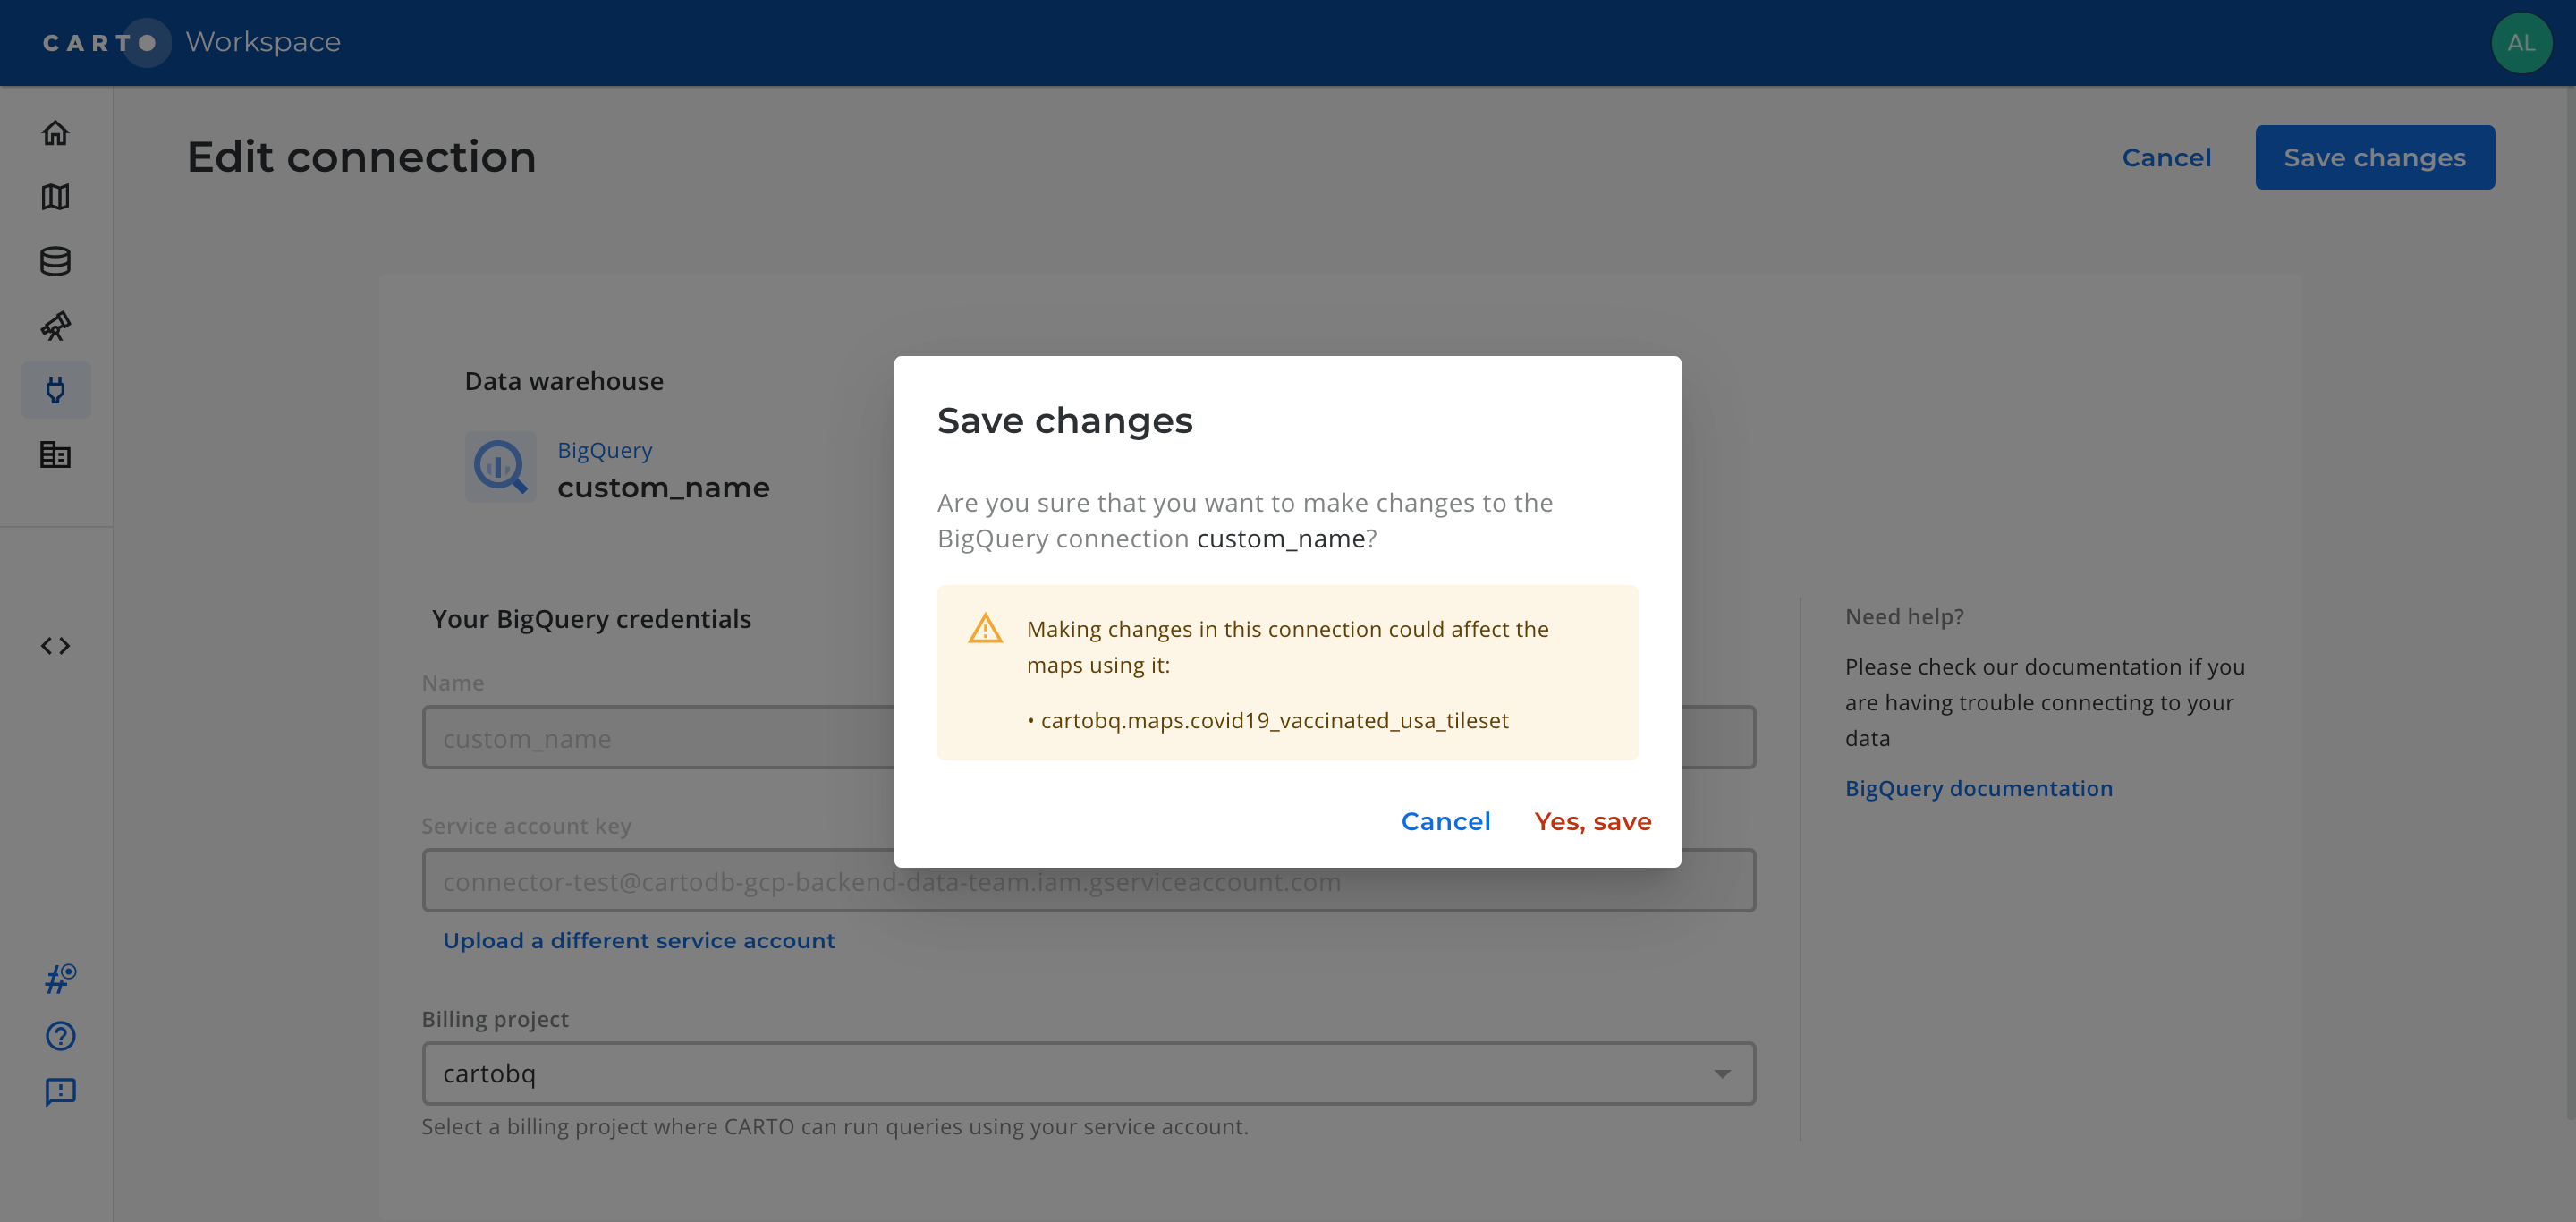 CARTO Workspace
AL
Edit connection
Cancel
Save changes
Data warehouse
BigQuery
custom_name
Your BigQuery credentials
Name
custom_name
Service account key
connector-test@cartodb-gcp-backend-data-team.iam.gserviceaccount.com
Upload a different service account
Billing project
cartobq
Select a billing project where CARTO can run queries using your service account.
Need help?
Please check our documentation if you
are having trouble connecting to your
data
BigQuery documentation
Save changes
Are you sure that you want to make changes to the
BigQuery connection custom_name?
Making changes in this connection could affect the
maps using it:
• cartobq.maps.covid19_vaccinated_usa_tileset
Cancel
Yes, save